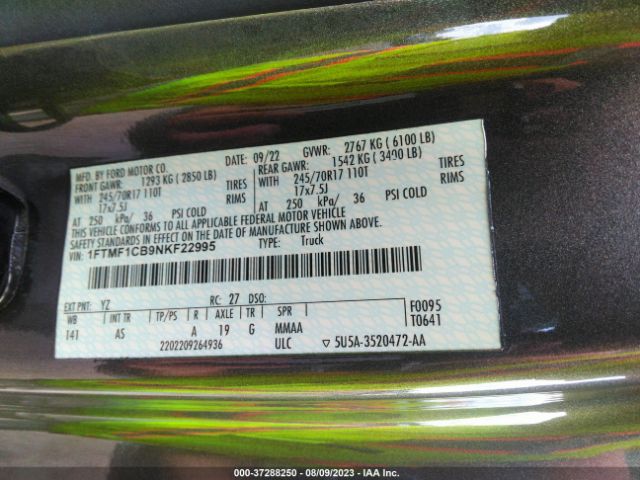 MFD. BY FORD MOTOR CO.
DATE: 09/22 GVWR: 2767 KG ( 6100 LB)
FRONT GAWR: 1293 KG ( 2850 LB)
REAR GAWR: 1542 KG ( 3400 LB)
WITH 245/70R17 110T TIRES
WITH 245/70R17 110T TIRES
17x7.5J RIMS
17x7.5J RIMS
AT 250 kPa/ 36 PSI COLD
AT 250 kPa/ 36 PSI COLD
THIS VEHICLE CONFORMS TO ALL APPLICABLE FEDERAL MOTOR VEHICLE
SAFETY STANDARDS IN EFFECT ON THE DATE OF MANUFACTURE SHOWN ABOVE.
VIN: 1FTMF1CB9NKF22995 TYPE: Truck
EXT PNT: YZ RC: 27 DSO:
WB INT TR TP/PS R AXLE TR SPR
141 AS A 19 G MMAA
2202209264936 ULC ▽ 5U5A-3520472-AA
F0095
T0641
000-37288250 - 08/09/2023 - IAA Inc.